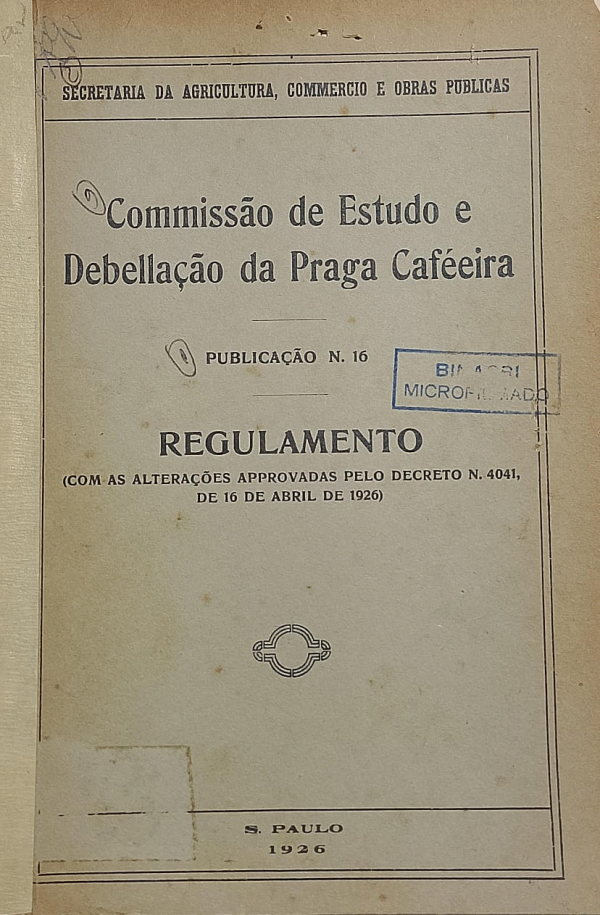 SECRETARIA DA AGRICULTURA, COMMERCIO E OBRAS PUBLICAS
Commissão de Estudo e
Debellação da Praga Caféeira
PUBLICAÇÃO N. 16
REGULAMENTO
(COM AS ALTERAÇÕES APPROVADAS PELO DECRETO N. 4041,
DE 16 DE ABRIL DE 1926)
S. PAULO
1926